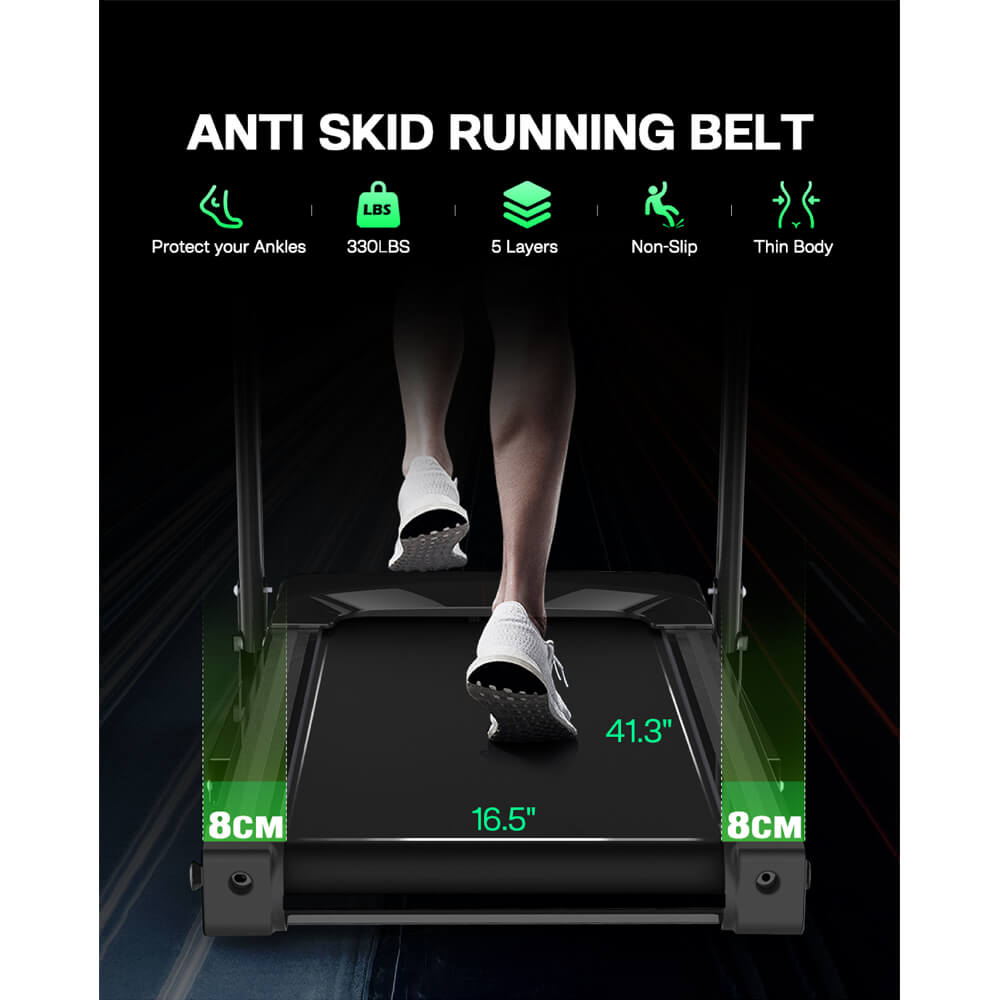 ANTI SKID RUNNING BELT
LBS
Protect your Ankles
330LBS
5 Layers
Non-Slip
Thin Body
41.3"
16.5"
8CM
8CM